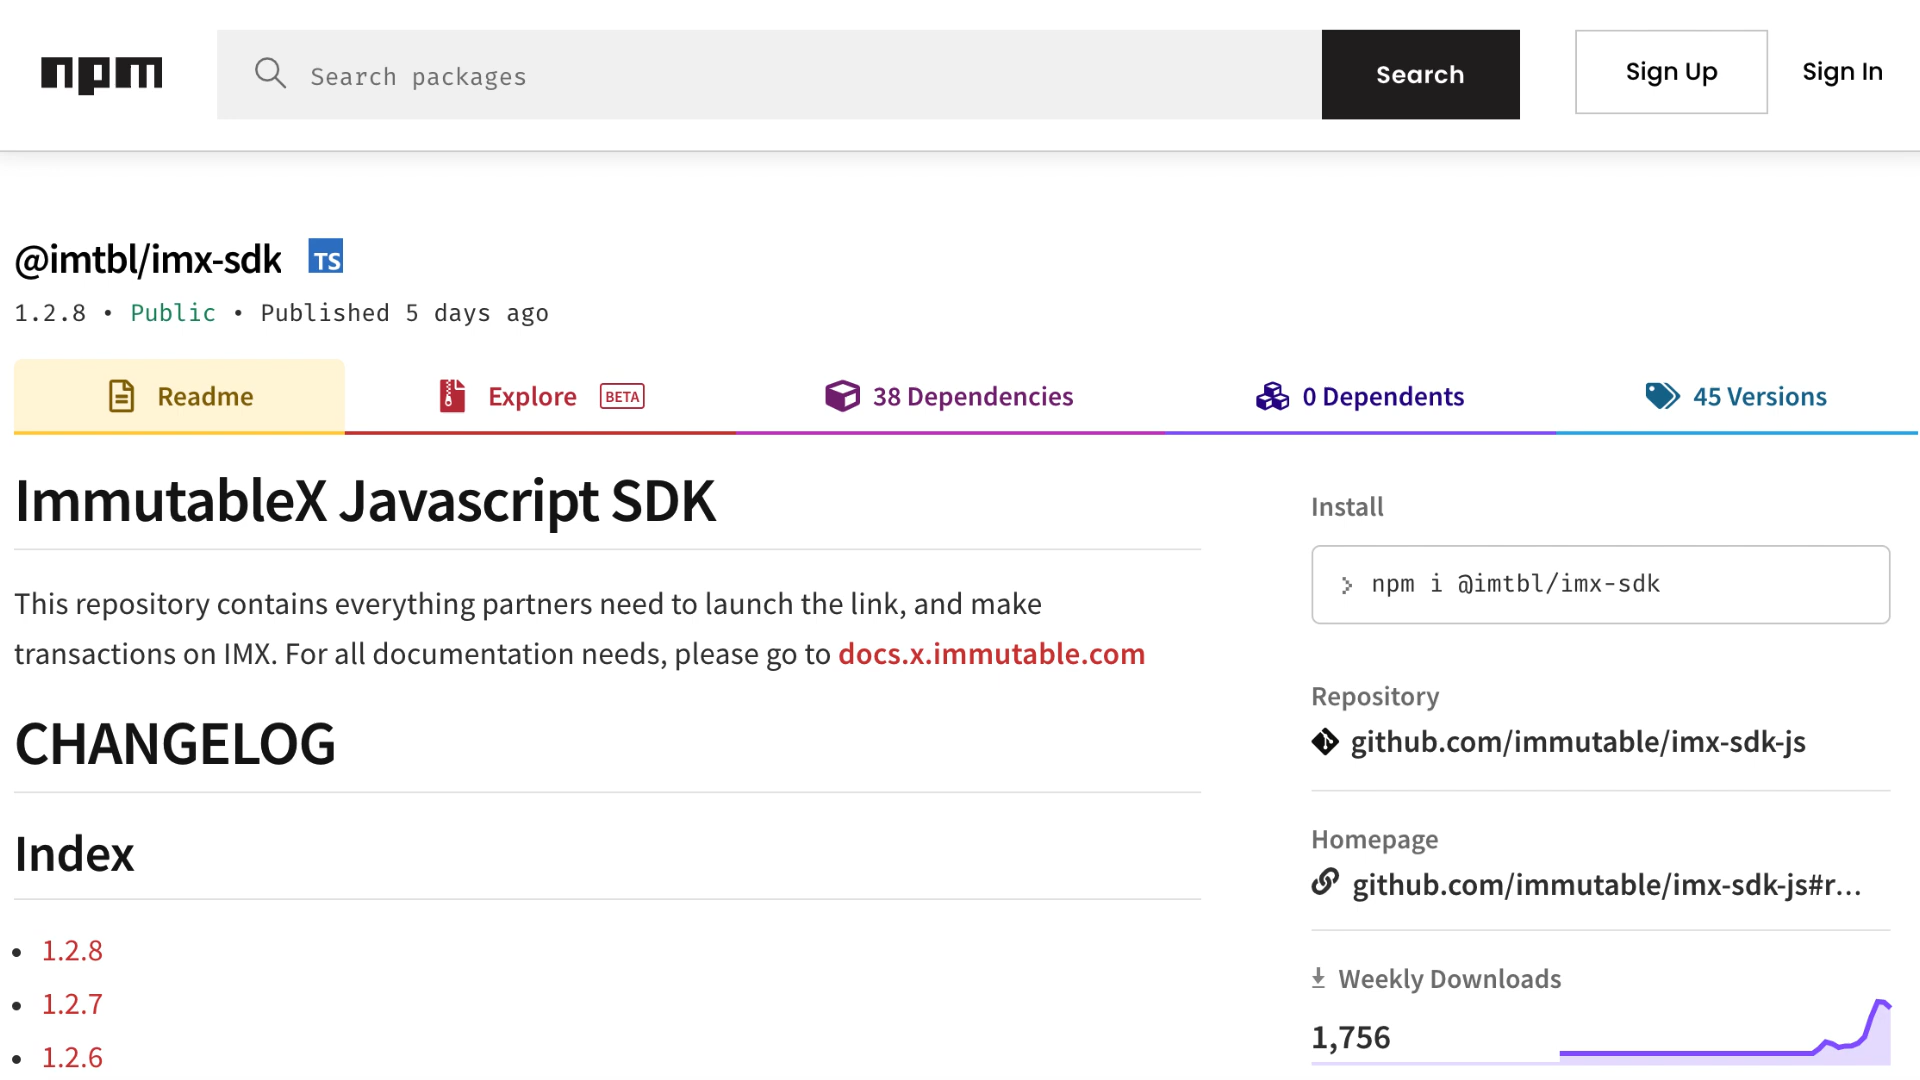 npm
Search packages
Search
Sign Up
Sign In
@imtbl/imx-sdk TS
1.2.8 • Public • Published 5 days ago
Readme
Explore BETA
38 Dependencies
0 Dependents
45 Versions
ImmutableX Javascript SDK
This repository contains everything partners need to launch the link, and make
transactions on IMX. For all documentation needs, please go to docs.x.immutable.com
CHANGELOG
Index
• 1.2.8
• 1.2.7
• 1.2.6
Install
> npm i @imtbl/imx-sdk
Repository
github.com/immutable/imx-sdk-js
Homepage
github.com/immutable/imx-sdk-js#r...
Weekly Downloads
1,756